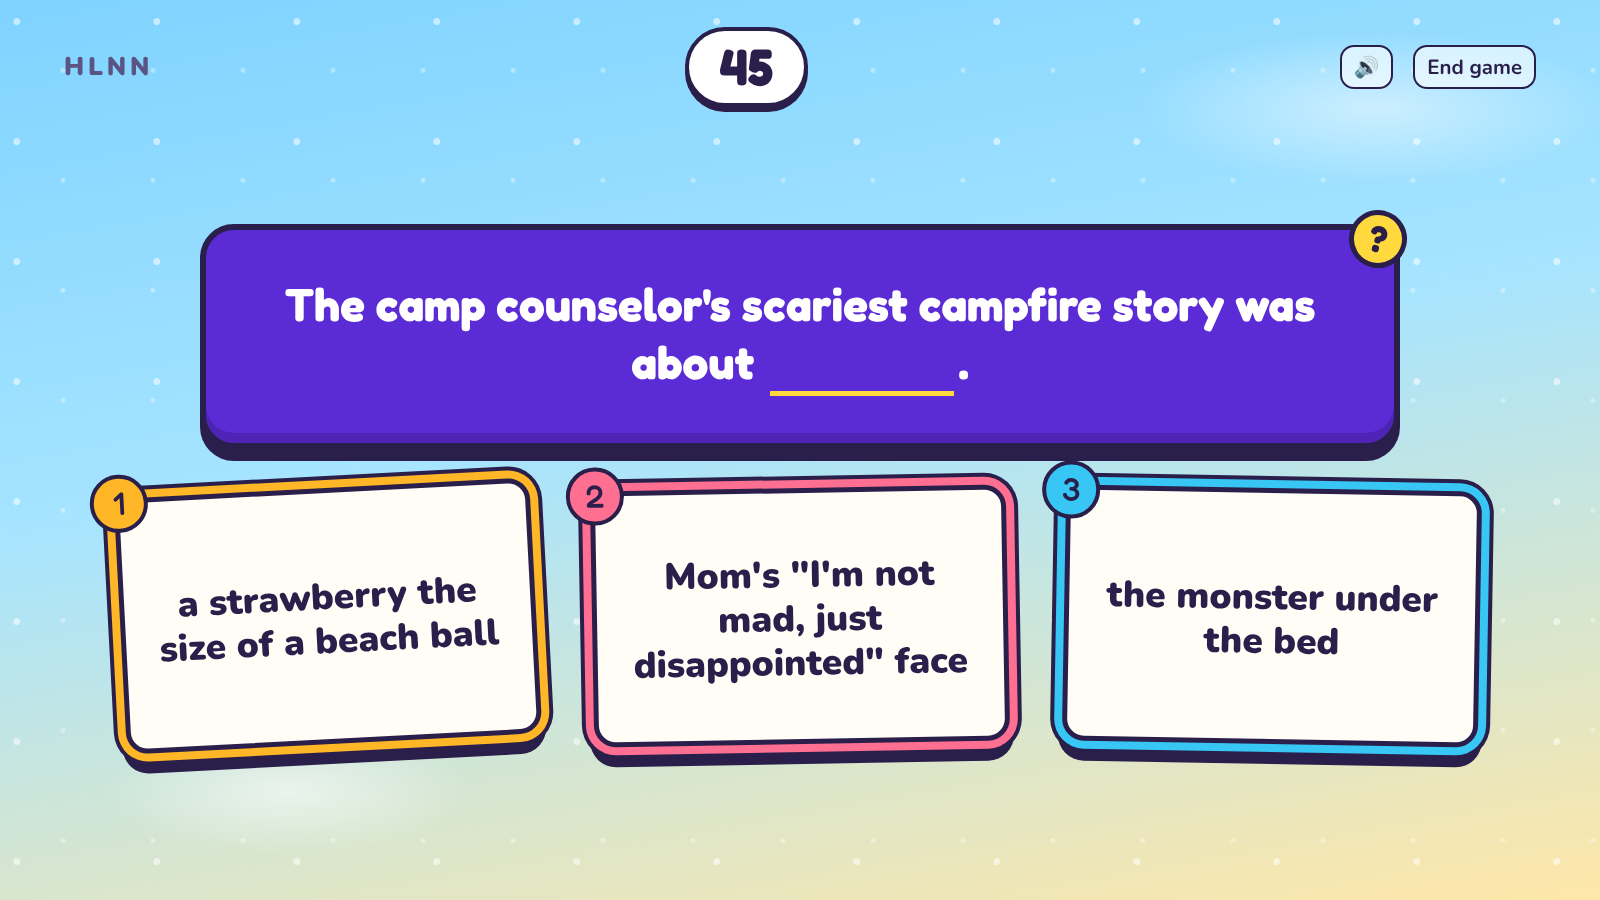 HLNN
45
🔊
End game
?
The camp counselor's scariest campfire story was
about ________.
1
a strawberry the
size of a beach ball
2
Mom's "I'm not
mad, just
disappointed" face
3
the monster under
the bed